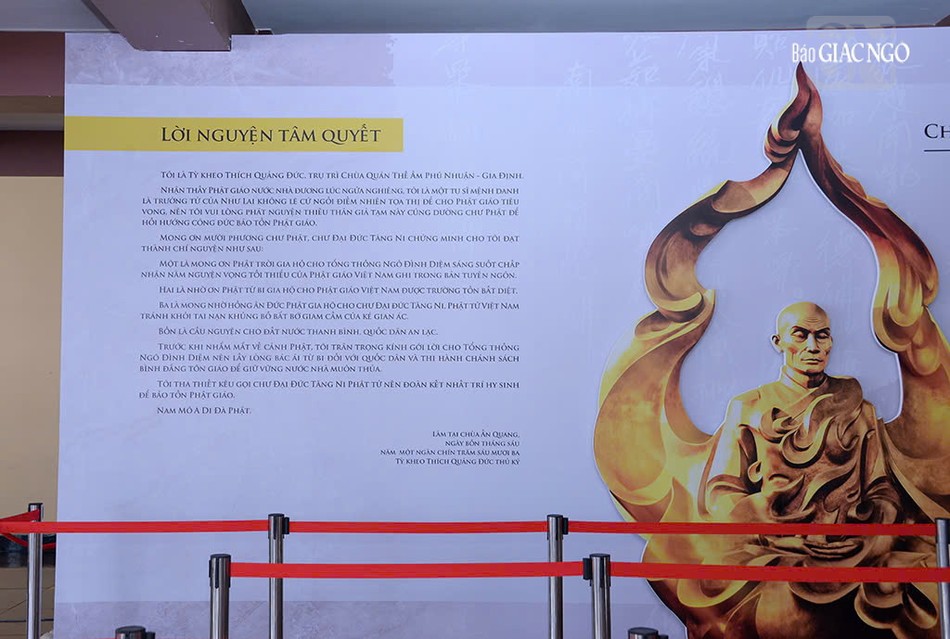 Báo GIÁC NGỘ
LỜI NGUYỆN TÂM QUYẾT
CH
TÔI LÀ TỲ KHEO THÍCH QUẢNG ĐỨC, TRỤ TRÌ CHÙA QUÁN THẾ ÂM PHÚ NHUẬN - GIA ĐỊNH.
NHẬN THẤY PHẬT GIÁO NƯỚC NHÀ ĐƯƠNG LÚC NGỬA NGHIÊNG, TÔI LÀ MỘT TU SĨ MỆNH DANH
LÀ TRƯỞNG TỬ CỦA NHƯ LAI KHÔNG LẼ CỨ NGỒI ĐIỀM NHIÊN TỌA THỊ ĐỂ CHO PHẬT GIÁO TIÊU
VONG, NÊN TÔI VUI LÒNG PHÁT NGUYỆN THIÊU THÂN GIẢ TẠM NÀY CÚNG DƯỜNG CHƯ PHẬT ĐỂ
HỒI HƯỚNG CÔNG ĐỨC BẢO TỒN PHẬT GIÁO.
MONG ƠN MƯỜI PHƯƠNG CHƯ PHẬT, CHƯ ĐẠI ĐỨC TĂNG NI CHỨNG MINH CHO TÔI ĐẠT
THÀNH CHÍ NGUYỆN NHƯ SAU:
MỘT LÀ MONG ƠN PHẬT TRỜI GIA HỘ CHO TỔNG THỐNG NGÔ ĐÌNH DIỆM SÁNG SUỐT CHẤP
NHẬN NĂM NGUYỆN VỌNG TỐI THIỂU CỦA PHẬT GIÁO VIỆT NAM GHI TRONG BẢN TUYÊN NGÔN.
HAI LÀ NHỜ ƠN PHẬT TỪ BI GIA HỘ CHO PHẬT GIÁO VIỆT NAM ĐƯỢC TRƯỜNG TỒN BẤT DIỆT.
BA LÀ MONG NHỜ HỒNG ÂN ĐỨC PHẬT GIA HỘ CHO CHƯ ĐẠI ĐỨC TĂNG NI, PHẬT TỬ VIỆT NAM
TRÁNH KHỎI TAI NẠN KHỦNG BỐ BẮT BỚ GIAM CẦM CỦA KẺ GIAN ÁC.
BỐN LÀ CẦU NGUYỆN CHO ĐẤT NƯỚC THANH BÌNH, QUỐC DÂN AN LẠC.
TRƯỚC KHI NHẮM MẮT VỀ CẢNH PHẬT, TÔI TRÂN TRỌNG KÍNH GỞI LỜI CHO TỔNG THỐNG
NGÔ ĐÌNH DIỆM NÊN LẤY LÒNG BÁC ÁI TỪ BI ĐỐI VỚI QUỐC DÂN VÀ THI HÀNH CHÁNH SÁCH
BÌNH ĐẲNG TÔN GIÁO ĐỂ GIỮ VỮNG NƯỚC NHÀ MUÔN THỦA.
TÔI THA THIẾT KÊU GỌI CHƯ ĐẠI ĐỨC TĂNG NI PHẬT TỬ NÊN ĐOÀN KẾT NHẤT TRÍ HY SINH
ĐỂ BẢO TỒN PHẬT GIÁO.
NAM MÔ A DI ĐÀ PHẬT.
LÀM TẠI CHÙA ẤN QUANG,
NGÀY BỐN THÁNG SÁU
NĂM MỘT NGÀN CHÍN TRĂM SÁU MƯƠI BA
TỲ KHEO THÍCH QUẢNG ĐỨC THỦ KÝ